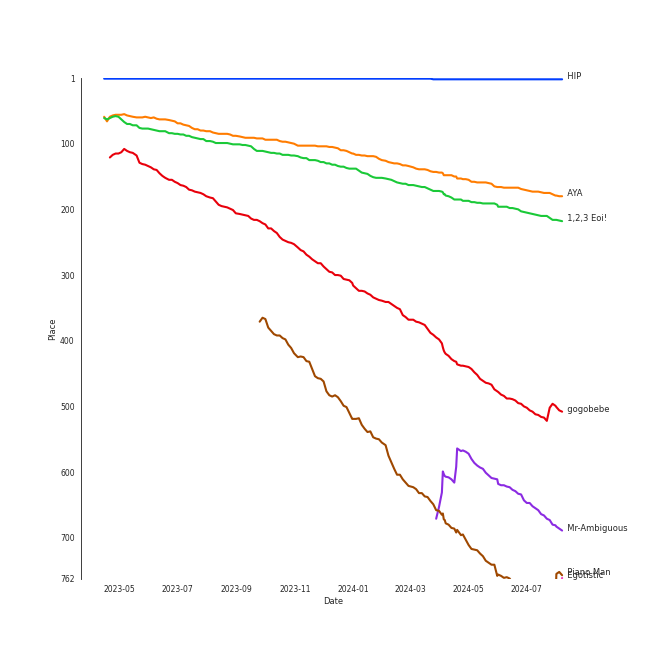 1
HIP
100
AYA
200
1,2,3 Eoi!
300
Place
400
500
gogobebe
600
700
Mr-Ambiguous
762
Piano Man
Egotistic
2023-05
2023-07
2023-09
2023-11
2024-01
2024-03
2024-05
2024-07
Date